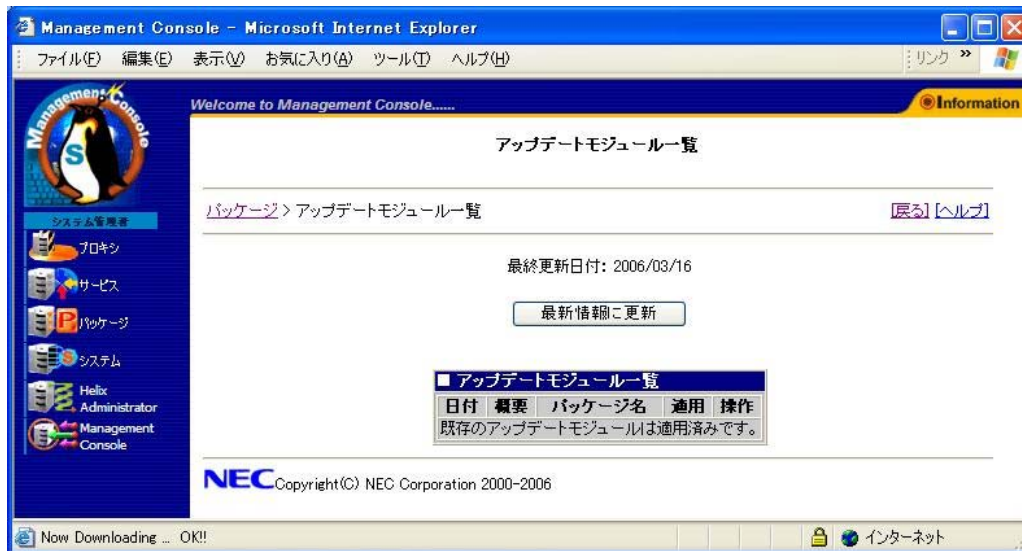 Management Console - Microsoft Internet Explorer
ファイル(F) 編集(E) 表示(V) お気に入り(A) ツール(T) ヘルプ(H) リンク »
Management Console
S
Welcome to Management Console......
Information
アップデートモジュール一覧
パッケージ > アップデートモジュール一覧
[戻る] [ヘルプ]
システム管理者
プロキシ
サービス
パッケージ
システム
Helix
Administrator
Management
Console
最終更新日付: 2006/03/16
最新情報に更新
■ アップデートモジュール一覧
日付 概要 パッケージ名 適用 操作
既存のアップデートモジュールは適用済みです。
NEC Copyright(C) NEC Corporation 2000-2006
Now Downloading ... OK!!
インターネット